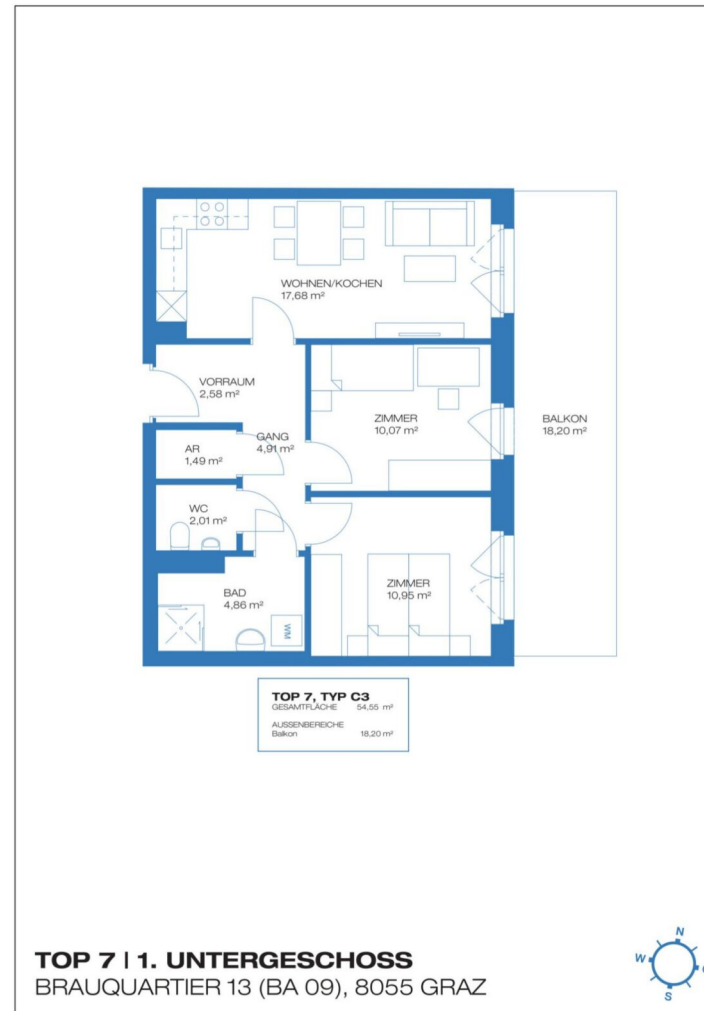 WOHNEN/KOCHEN
17,68 m²
VORRAUM
2,58 m²
ZIMMER
10,07 m²
BALKON
18,20 m²
GANG
4,91 m²
AR
1,49 m²
WC
2,01 m²
ZIMMER
10,95 m²
BAD
4,86 m²
WM
TOP 7, TYP C3
GESAMTFLÄCHE 54,55 m²
AUSSENBEREICHE
Balkon 18,20 m²
TOP 7 | 1. UNTERGESCHOSS
BRAUQUARTIER 13 (BA 09), 8055 GRAZ
N
W
S